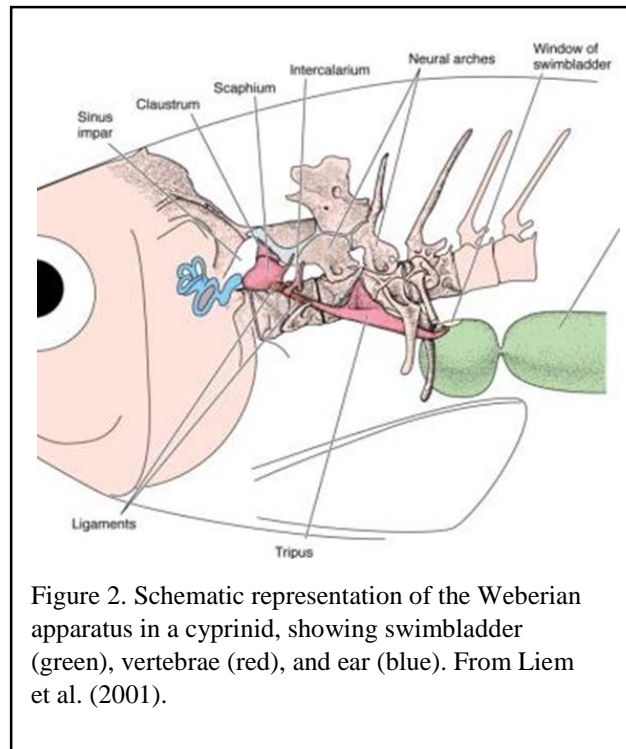 Window of
swimbladder
Neural arches
Intercalarium
Scaphium
Claustrum
Sinus
impar
Ligaments
Tripus
Figure 2. Schematic representation of the Weberian
apparatus in a cyprinid, showing swimbladder
(green), vertebrae (red), and ear (blue). From Liem
et al. (2001).